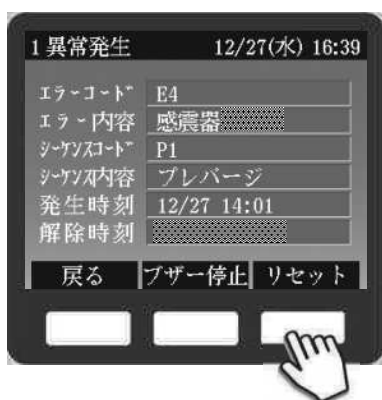 1 異常発生 12/27(水) 16:39
エラーコード E4
エラー内容 感震器
シーケンスコード P1
シーケンス内容 プレパージ
発生時刻 12/27 14:01
解除時刻
戻る ブザー停止 リセット